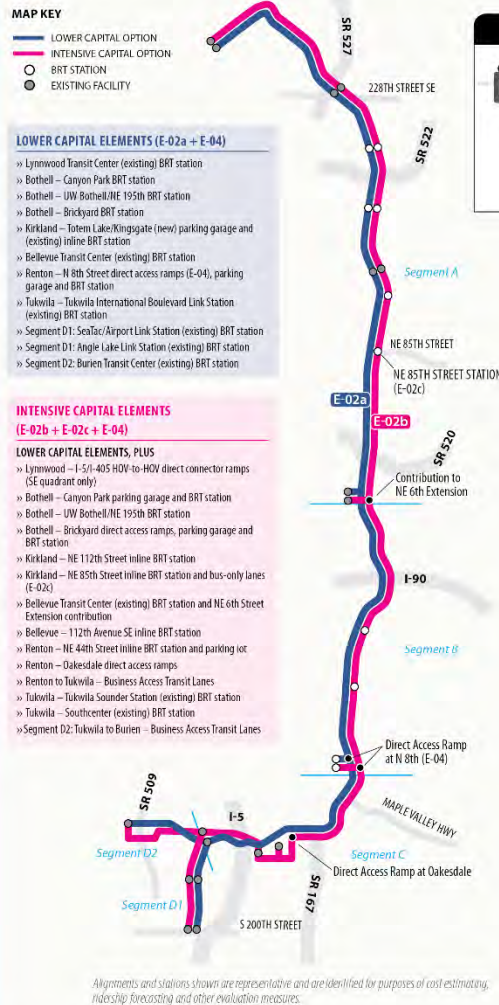 MAP KEY
LOWER CAPITAL OPTION
INTENSIVE CAPITAL OPTION
BRT STATION
EXISTING FACILITY
SR 527
228TH STREET SE
SR 522
LOWER CAPITAL ELEMENTS (E-02a + E-04)
» Lynnwood Transit Center (existing) BRT station
» Bothell – Canyon Park BRT station
» Bothell – UW Bothell/NE 195th BRT station
» Bothell – Brickyard BRT station
» Kirkland – Totem Lake/Kingsgate (new) parking garage and
(existing) inline BRT station
» Bellevue Transit Center (existing) BRT station
» Renton – N 8th Street direct access ramps (E-04), parking
garage and BRT station
» Tukwila – Tukwila International Boulevard Link Station
(existing) BRT station
» Segment D1: SeaTac/Airport Link Station (existing) BRT station
» Segment D1: Angle Lake Link Station (existing) BRT station
» Segment D2: Burien Transit Center (existing) BRT station
Segment A
NE 85TH STREET
NE 85TH STREET STATION
(E-02c)
E-02a
E-02b
SR 520
Contribution to
NE 6th Extension
INTENSIVE CAPITAL ELEMENTS
(E-02b + E-02c + E-04)
LOWER CAPITAL ELEMENTS, PLUS
» Lynnwood – I-5/I-405 HOV-to-HOV direct connector ramps
(SE quadrant only)
» Bothell – Canyon Park parking garage and BRT station
» Bothell – UW Bothell/NE 195th BRT station
» Bothell – Brickyard direct access ramps, parking garage and
BRT station
» Kirkland – NE 112th Street inline BRT station
» Kirkland – NE 85th Street inline BRT station and bus-only lanes
(E-02c)
» Bellevue Transit Center (existing) BRT station and NE 6th Street
Extension contribution
» Bellevue – 112th Avenue SE inline BRT station
» Renton – NE 44th Street inline BRT station and parking lot
» Renton – Oakesdale direct access ramps
» Renton to Tukwila – Business Access Transit Lanes
» Tukwila – Tukwila Sounder Station (existing) BRT station
» Tukwila – Southcenter (existing) BRT station
»Segment D2: Tukwila to Burien – Business Access Transit Lanes
I-90
Segment B
Direct Access Ramp
at N 8th (E-04)
MAPLE VALLEY HWY
SR 509
I-5
Segment D2
Segment C
Direct Access Ramp at Oakesdale
SR 167
Segment D1
S 200TH STREET
Alignments and stations shown are representative and are identified for purposes of cost estimating,
ridership forecasting and other evaluation measures.